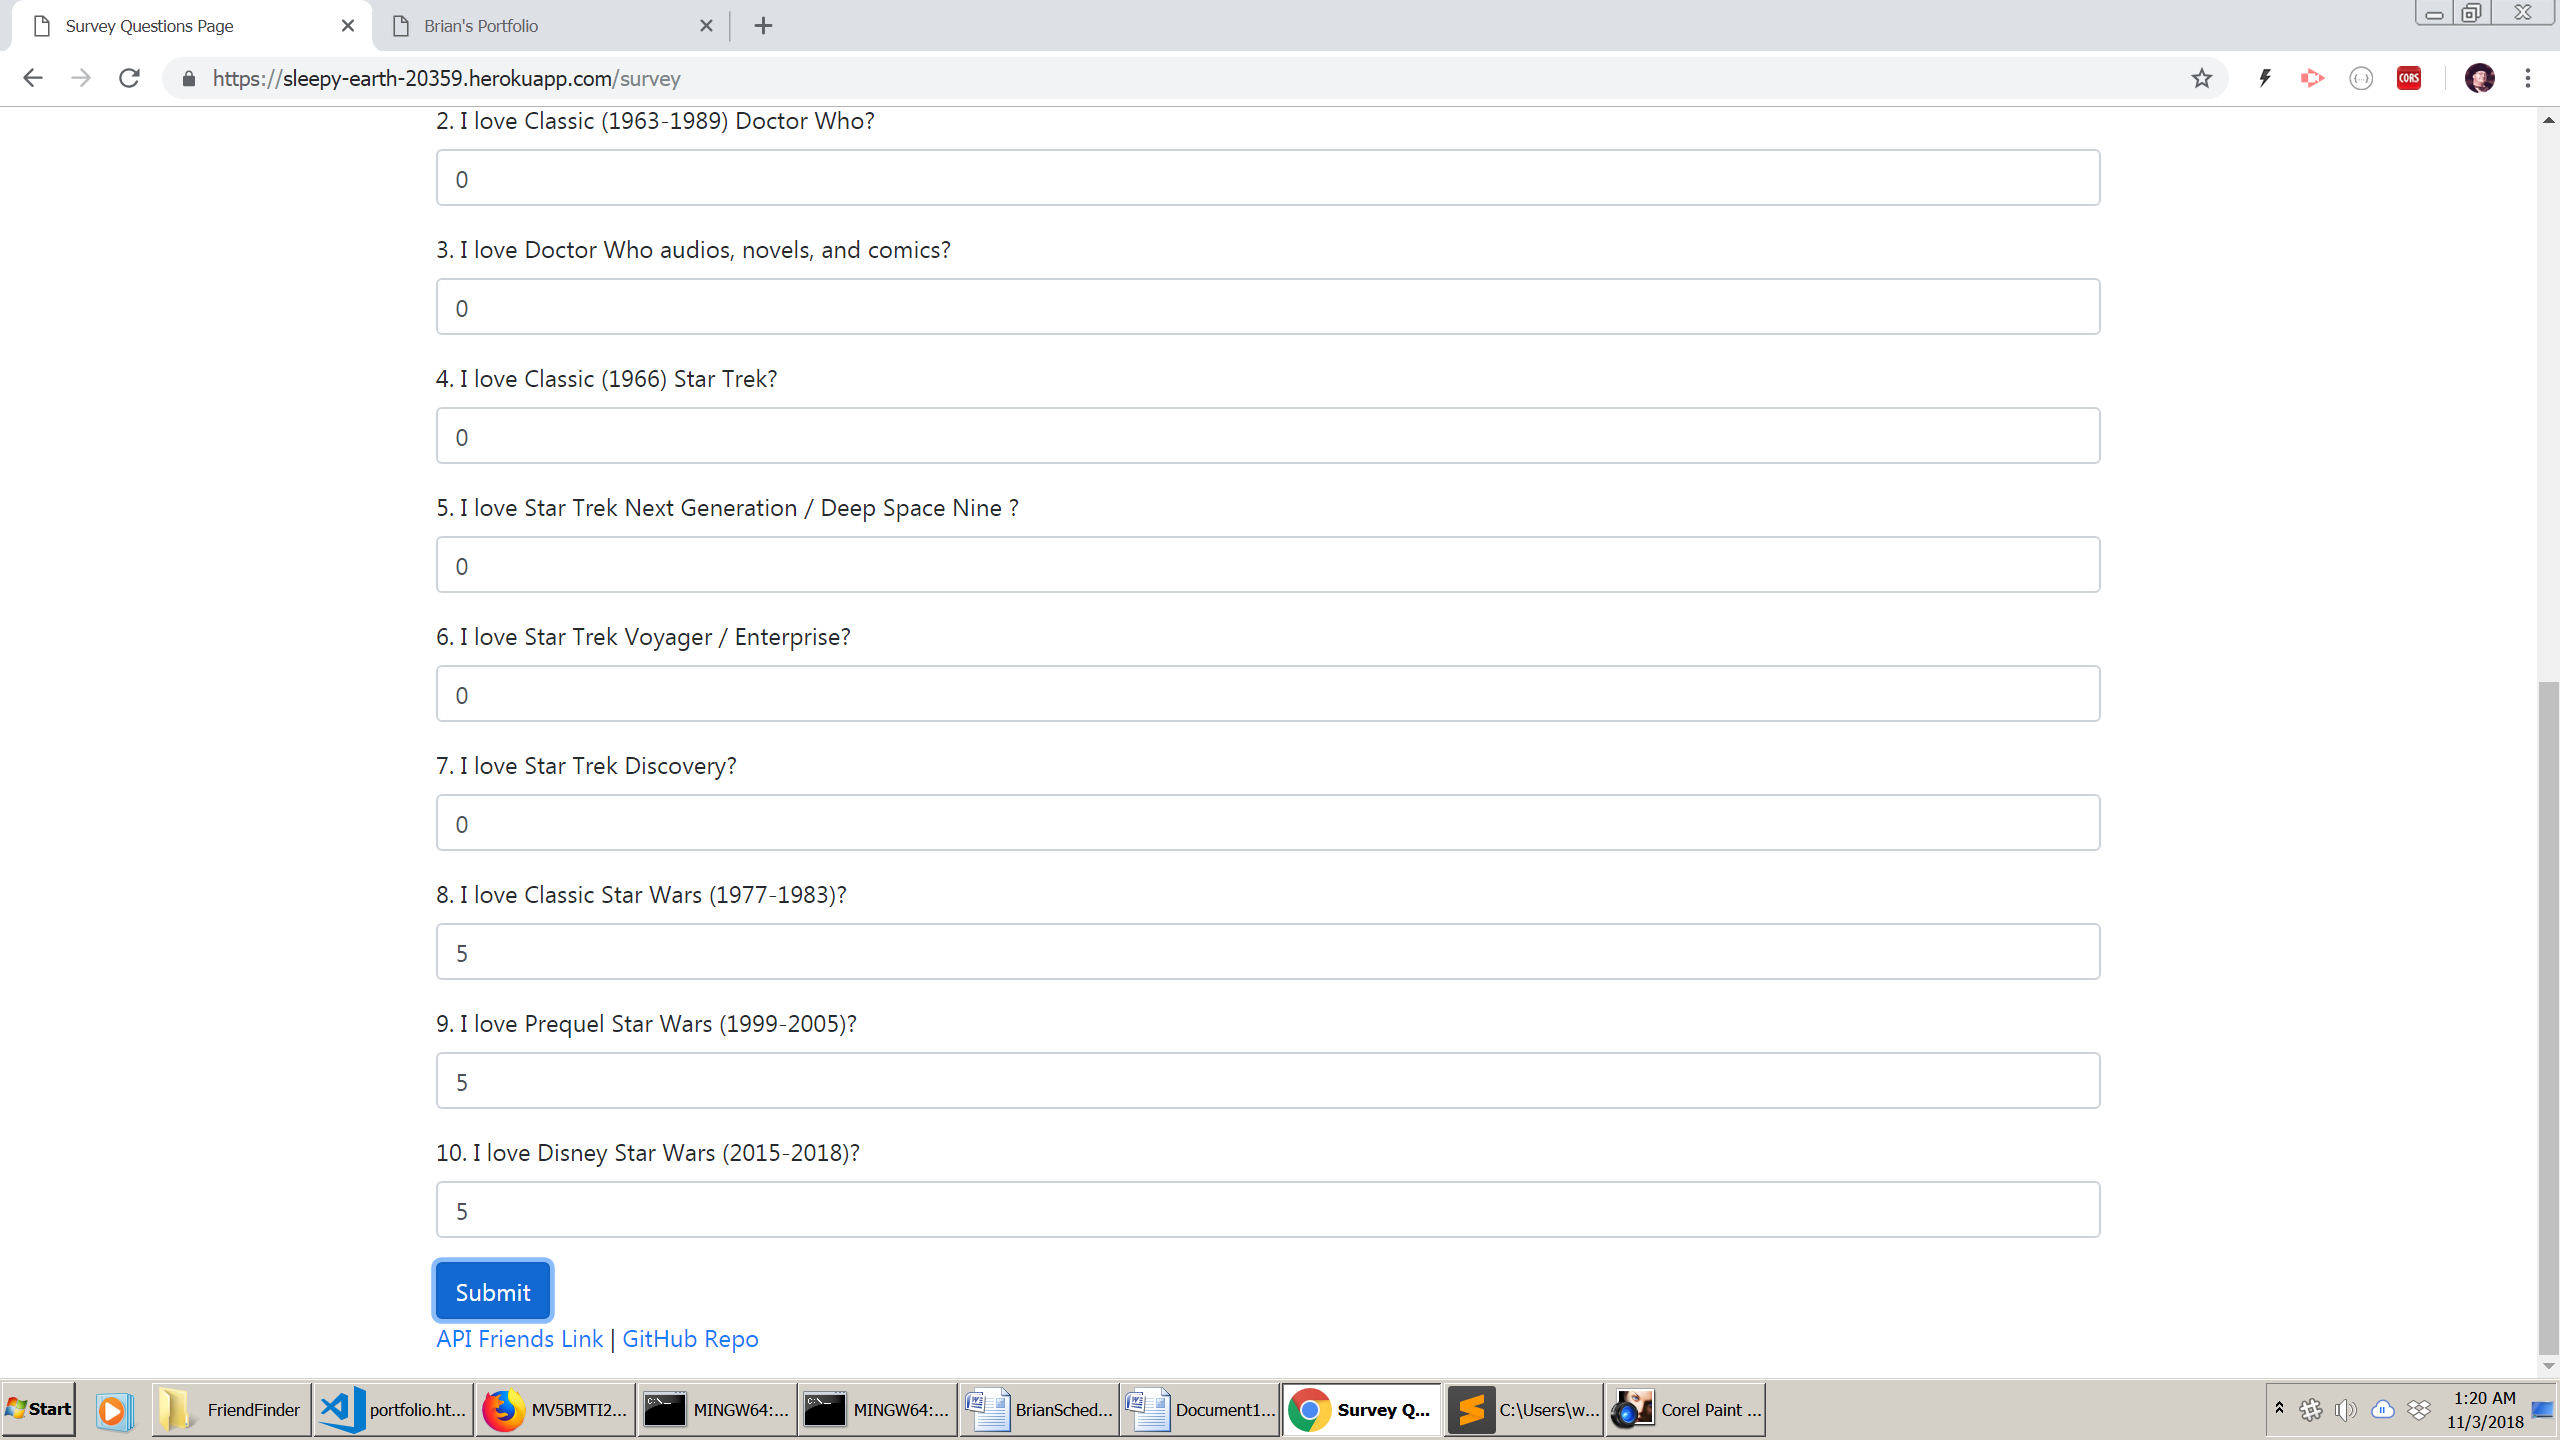 Survey Questions Page
Brian's Portfolio
https://sleepy-earth-20359.herokuapp.com/survey
CORS
2. I love Classic (1963-1989) Doctor Who?
0
3. I love Doctor Who audios, novels, and comics?
0
4. I love Classic (1966) Star Trek?
0
5. I love Star Trek Next Generation / Deep Space Nine ?
0
6. I love Star Trek Voyager / Enterprise?
0
7. I love Star Trek Discovery?
0
8. I love Classic Star Wars (1977-1983)?
5
9. I love Prequel Star Wars (1999-2005)?
5
10. I love Disney Star Wars (2015-2018)?
5
Submit
API Friends Link | GitHub Repo
Start
FriendFinder
portfolio.ht...
MV5BMTI2...
MINGW64:...
MINGW64:...
BrianSched...
Document1...
Survey Q...
C:\Users\w...
Corel Paint ...
1:20 AM
11/3/2018